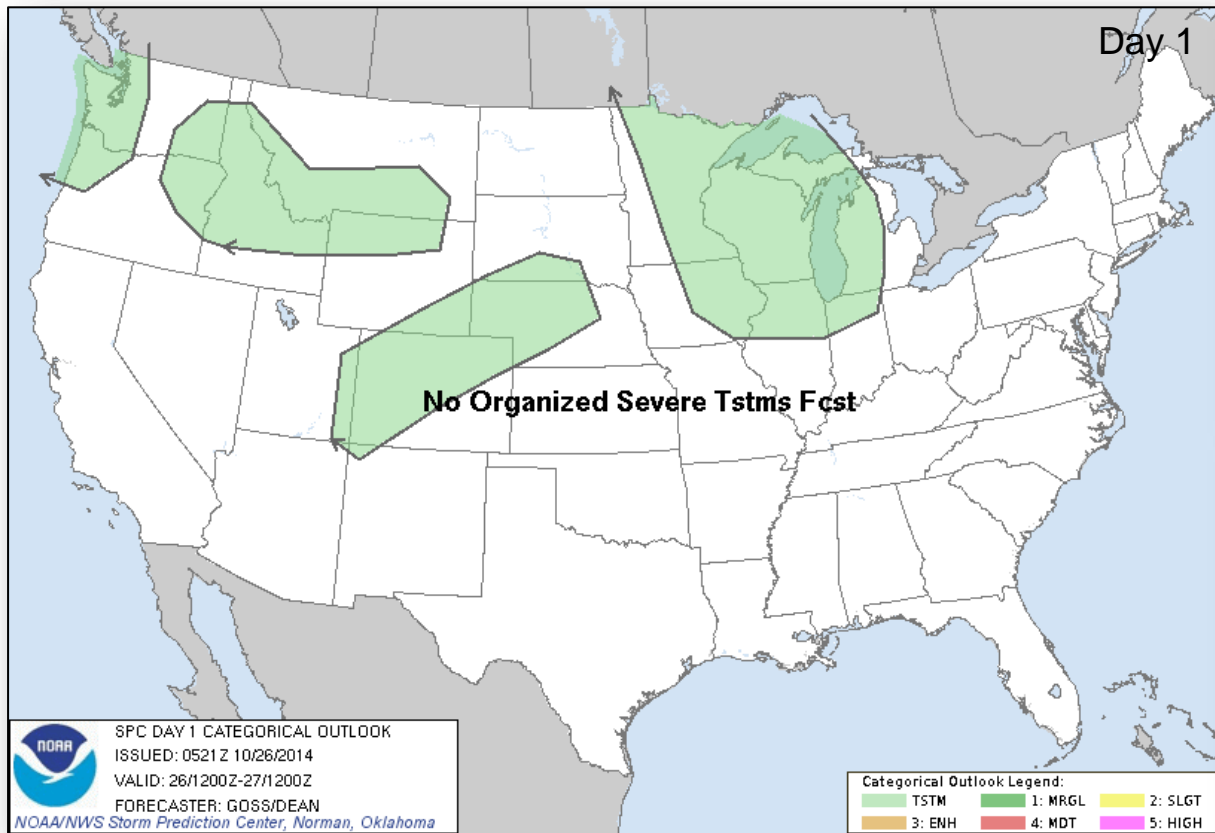 Day 1
No Organized Severe Tstms Fcst
SPC DAY 1 CATEGORICAL OUTLOOK
ISSUED: 0521Z 10/26/2014
VALID: 26/1200Z-27/1200Z
FORECASTER: GOSS/DEAN
NOAA/NWS Storm Prediction Center, Norman, Oklahoma
NOAA
Categorical Outlook Legend:
TSTM 1: MRGL 2: SLGT
3: ENH 4: MDT 5: HIGH